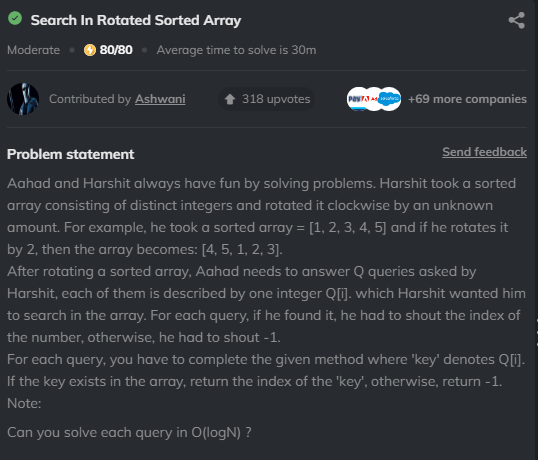 Search In Rotated Sorted Array
Moderate 80/80 Average time to solve is 30m
Contributed by Ashwani 318 upvotes +69 more companies
Problem statement Send feedback
Aahad and Harshit always have fun by solving problems. Harshit took a sorted
array consisting of distinct integers and rotated it clockwise by an unknown
amount. For example, he took a sorted array = [1, 2, 3, 4, 5] and if he rotates it
by 2, then the array becomes: [4, 5, 1, 2, 3].
After rotating a sorted array, Aahad needs to answer Q queries asked by
Harshit, each of them is described by one integer Q[i]. which Harshit wanted him
to search in the array. For each query, if he found it, he had to shout the index of
the number, otherwise, he had to shout -1.
For each query, you have to complete the given method where 'key' denotes Q[i].
If the key exists in the array, return the index of the 'key', otherwise, return -1.
Note:
Can you solve each query in O(logN) ?